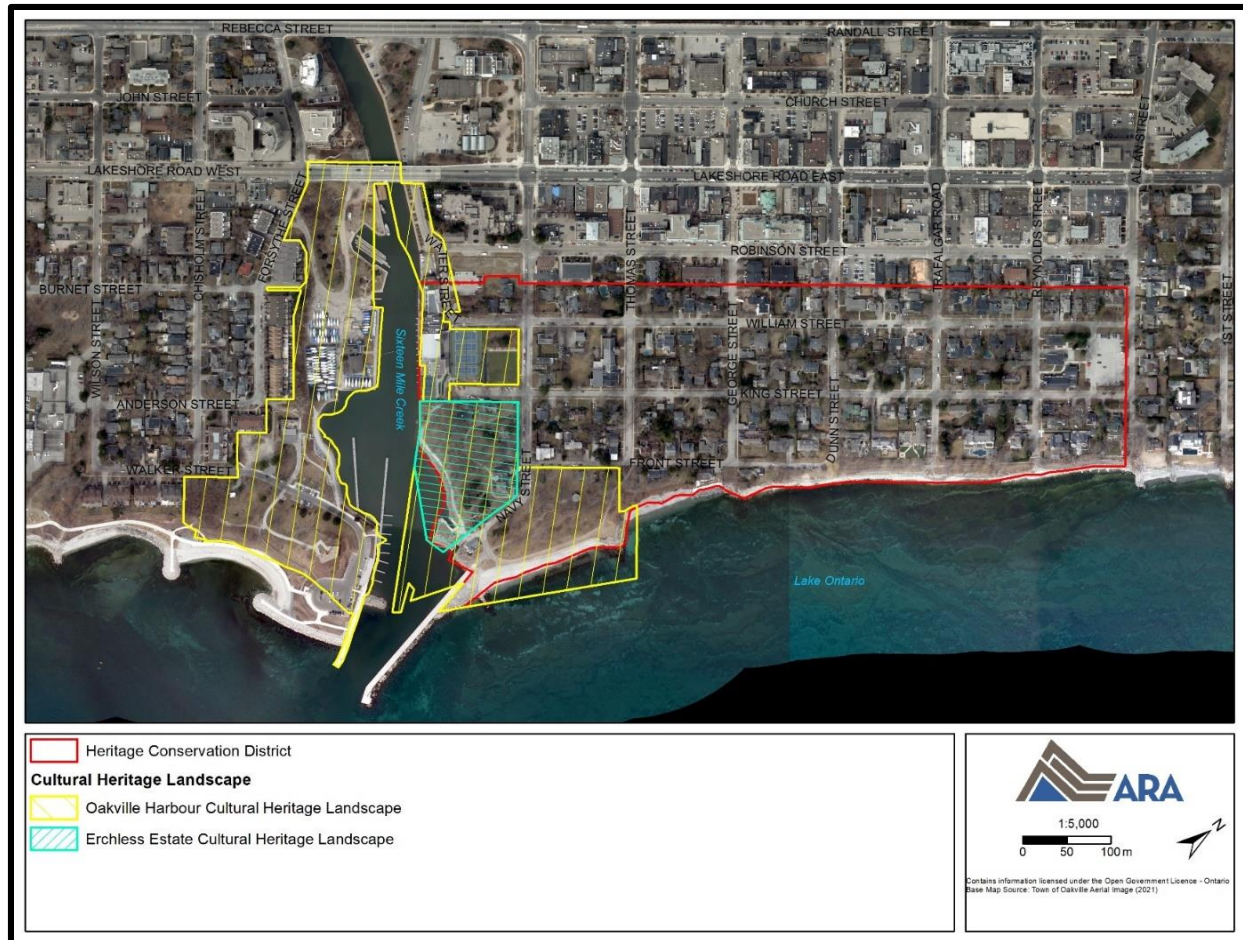 REBECCA STREET
RANDALL STREET
JOHN STREET
CHURCH STREET
ALLAN STREET
LAKESHORE ROAD WEST
LAKESHORE ROAD EAST
CHISHOLM STREET
FORSYTHE STREET
WATER STREET
THOMAS STREET
TRAFALGAR ROAD
REYNOLDS STREET
ROBINSON STREET
BURNET STREET
WILSON STREET
Sixteen Mile Creek
WILLIAM STREET
GEORGE STREET
1ST STREET
ANDERSON STREET
KING STREET
DUNN STREET
WALKER STREET
FRONT STREET
NAVY STREET
Lake Ontario
Heritage Conservation District
Cultural Heritage Landscape
Oakville Harbour Cultural Heritage Landscape
Erchless Estate Cultural Heritage Landscape
ARA
1:5,000
0 50 100 m
N
Contains information licensed under the Open Government Licence - Ontario
Base Map Source: Town of Oakville Aerial Image (2021)